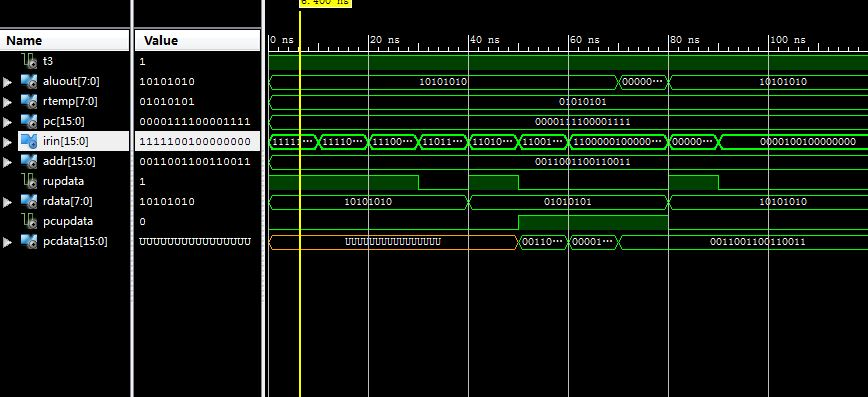 6.400 ns
Name Value 0 ns 20 ns 40 ns 60 ns 80 ns 100 ns
t3 1
aluout[7:0] 10101010 10101010 00000··· 10101010
rtemp[7:0] 01010101 01010101
pc[15:0] 0000111100001111 0000111100001111
irin[15:0] 1111100100000000 11111··· 11110··· 11100··· 11011··· 11010··· 11001··· 1100000100000··· 00000··· 0000100100000000
addr[15:0] 0011001100110011 0011001100110011
rupdata 1
rdata[7:0] 10101010 10101010 01010101 10101010
pcupdata 0
pcdata[15:0] UUUUUUUUUUUUUUUU UUUUUUUUUUUUUUUU 00110··· 00001··· 0011001100110011